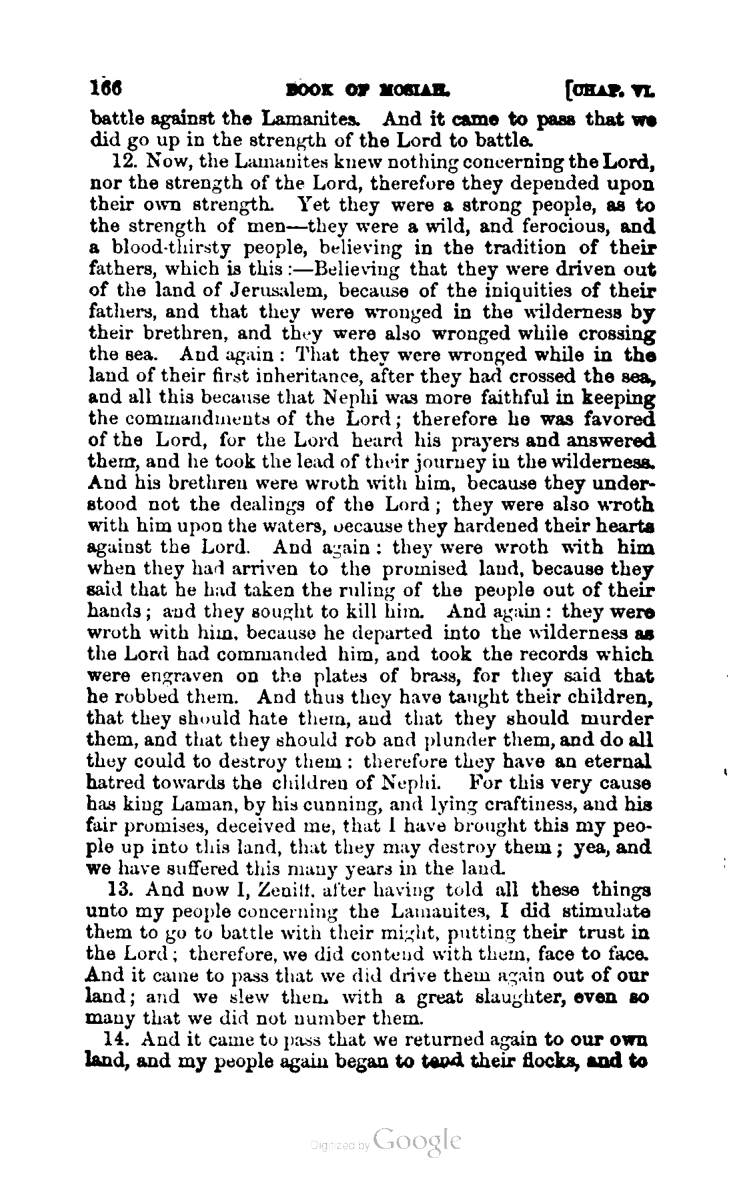 166 BOOK OF MOSIAH. [CHAP. VI.
battle against the Lamanites. And it came to pass that we
did go up in the strength of the Lord to battle.
12. Now, the Lamanites knew nothing concerning the Lord,
nor the strength of the Lord, therefore they depended upon
their own strength. Yet they were a strong people, as to
the strength of men—they were a wild, and ferocious, and
a blood-thirsty people, believing in the tradition of their
fathers, which is this:—Believing that they were driven out
of the land of Jerusalem, because of the iniquities of their
fathers, and that they were wronged in the wilderness by
their brethren, and they were also wronged while crossing
the sea. And again: That they were wronged while in the
land of their first inheritance, after they had crossed the sea,
and all this because that Nephi was more faithful in keeping
the commandments of the Lord; therefore he was favored
of the Lord, for the Lord heard his prayers and answered
them, and he took the lead of their journey in the wilderness.
And his brethren were wroth with him, because they under-
stood not the dealings of the Lord; they were also wroth
with him upon the waters, because they hardened their hearts
against the Lord. And again: they were wroth with him
when they had arriven to the promised land, because they
said that he had taken the ruling of the people out of their
hands; and they sought to kill him. And again: they were
wroth with him, because he departed into the wilderness as
the Lord had commanded him, and took the records which
were engraven on the plates of brass, for they said that
he robbed them. And thus they have taught their children,
that they should hate them, and that they should murder
them, and that they should rob and plunder them, and do all
they could to destroy them: therefore they have an eternal
hatred towards the children of Nephi. For this very cause
has king Laman, by his cunning, and lying craftiness, and his
fair promises, deceived me, that I have brought this my peo-
ple up into this land, that they may destroy them; yea, and
we have suffered this many years in the land.
13. And now I, Zeniff, after having told all these things
unto my people concerning the Lamanites, I did stimulate
them to go to battle with their might, putting their trust in
the Lord; therefore, we did contend with them, face to face.
And it came to pass that we did drive them again out of our
land; and we slew them with a great slaughter, even so
many that we did not number them.
14. And it came to pass that we returned again to our own
land, and my people again began to tend their flocks, and to
Digitized by Google